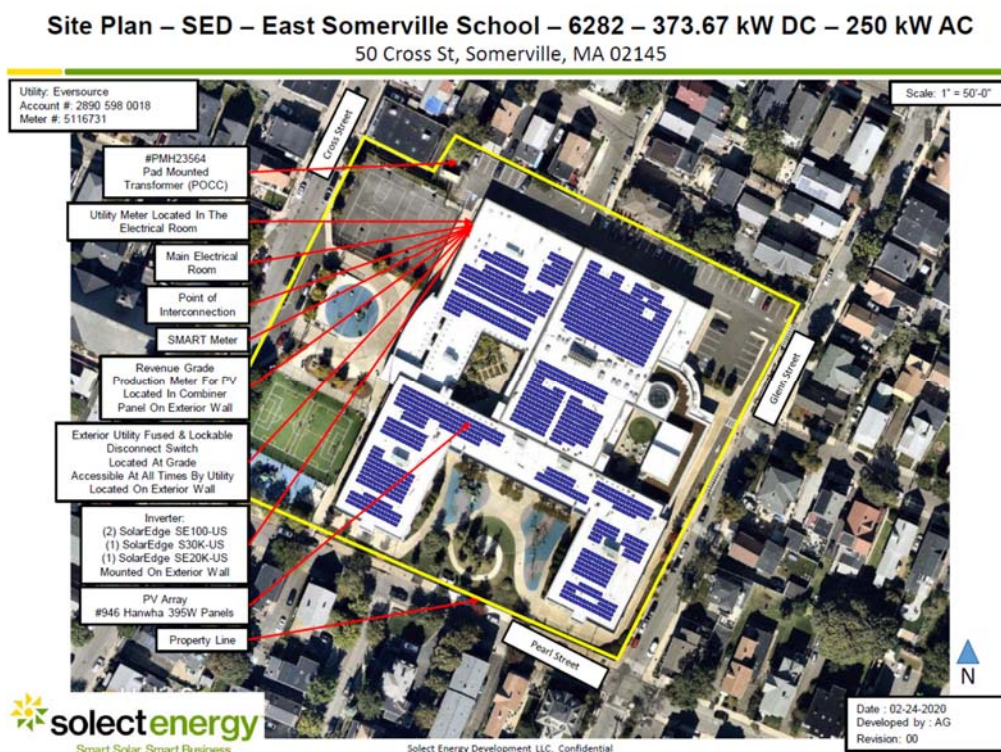 Site Plan – SED – East Somerville School – 6282 – 373.67 kW DC – 250 kW AC
50 Cross St, Somerville, MA 02145
Utility: Eversource
Account #: 2890 598 0018
Meter #: 5116731
Scale: 1" = 50'-0"
Cross Street
#PMH23564
Pad Mounted
Transformer (POCC)
Utility Meter Located In The
Electrical Room
Main Electrical
Room
Point of
Interconnection
SMART Meter
Revenue Grade
Production Meter For PV
Located In Combiner
Panel On Exterior Wall
Glenn Street
Exterior Utility Fused & Lockable
Disconnect Switch
Located At Grade
Accessible At All Times By Utility
Located On Exterior Wall
Inverter:
(2) SolarEdge SE100-US
(1) SolarEdge S30K-US
(1) SolarEdge SE20K-US
Mounted On Exterior Wall
PV Array
#946 Hanwha 395W Panels
Property Line
Pearl Street
N
solectenergy
Smart Solar. Smart Business.
Solect Energy Development LLC. Confidential
Date : 02-24-2020
Developed by : AG
Revision: 00